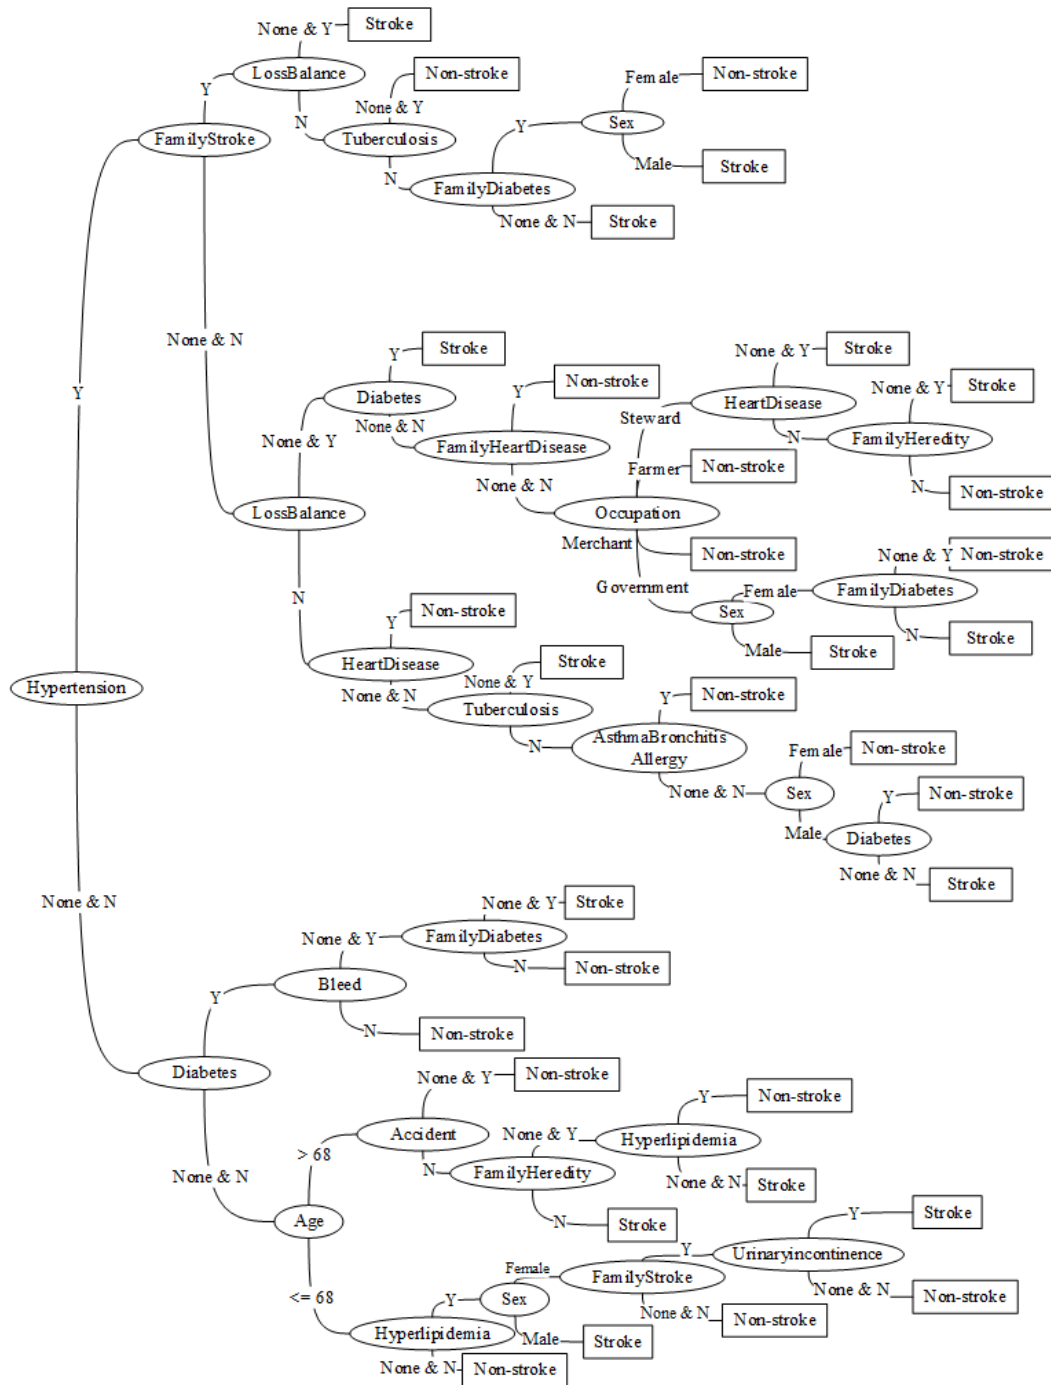 None & Y
Stroke
LossBalance
Non-stroke
Female
Non-stroke
Y
None & Y
Sex
N
Y
FamilyStroke
Tuberculosis
Male
Stroke
N
FamilyDiabetes
None & N
Stroke
None & N
Y
Stroke
None & Y
Stroke
Y
Non-stroke
None & Y
Stroke
Y
Diabetes
HeartDisease
None & N
Steward
None & Y
FamilyHeartDisease
N
FamilyHeredity
Farmer
Non-stroke
None & N
N
Non-stroke
LossBalance
Occupation
Merchant
Non-stroke
None & Y
Non-stroke
Government
Female
FamilyDiabetes
N
Y
Non-stroke
Sex
N
Stroke
Male
Stroke
HeartDisease
Stroke
None & Y
None & N
Hypertension
Tuberculosis
Y
Non-stroke
N
AsthmaBronchitis
Allergy
Female
Non-stroke
None & N
Sex
Y
Non-stroke
Male
Diabetes
None & N
Stroke
None & N
None & Y
Stroke
None & Y
FamilyDiabetes
N
Non-stroke
Y
Bleed
N
Non-stroke
Diabetes
None & Y
Non-stroke
Y
Non-stroke
Accident
None & Y
Hyperlipidemia
> 68
None & N
N
FamilyHeredity
None & N
Stroke
Age
N
Stroke
Y
Stroke
Female
Y
Urinaryincontinence
FamilyStroke
<= 68
Y
Sex
None & N
Non-stroke
None & N
Non-stroke
Hyperlipidemia
Male
Stroke
None & N
Non-stroke